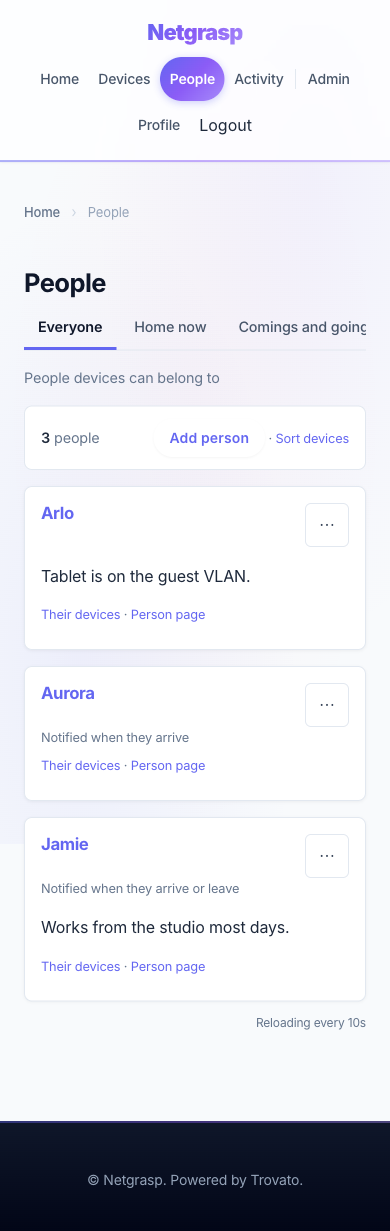 Netgrasp
Home Devices People Activity Admin
Profile Logout
Home › People
People
Everyone Home now Comings and going
People devices can belong to
3 people Add person · Sort devices
Arlo
...
Tablet is on the guest VLAN.
Their devices · Person page
Aurora
...
Notified when they arrive
Their devices · Person page
Jamie
...
Notified when they arrive or leave
Works from the studio most days.
Their devices · Person page
Reloading every 10s
© Netgrasp. Powered by Trovato.